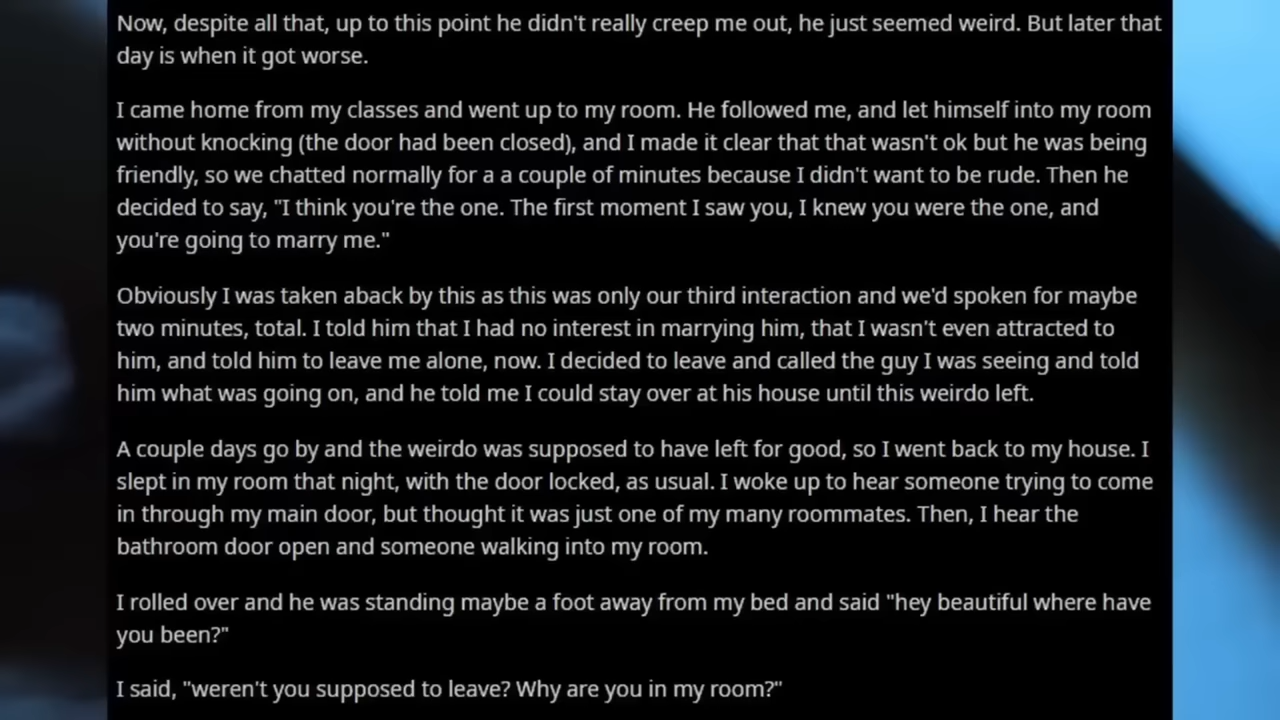 Now, despite all that, up to this point he didn't really creep me out, he just seemed weird. But later that
day is when it got worse.
I came home from my classes and went up to my room. He followed me, and let himself into my room
without knocking (the door had been closed), and I made it clear that that wasn't ok but he was being
friendly, so we chatted normally for a a couple of minutes because I didn't want to be rude. Then he
decided to say, "I think you're the one. The first moment I saw you, I knew you were the one, and
you're going to marry me."
Obviously I was taken aback by this as this was only our third interaction and we'd spoken for maybe
two minutes, total. I told him that I had no interest in marrying him, that I wasn't even attracted to
him, and told him to leave me alone, now. I decided to leave and called the guy I was seeing and told
him what was going on, and he told me I could stay over at his house until this weirdo left.
A couple days go by and the weirdo was supposed to have left for good, so I went back to my house. I
slept in my room that night, with the door locked, as usual. I woke up to hear someone trying to come
in through my main door, but thought it was just one of my many roommates. Then, I hear the
bathroom door open and someone walking into my room.
I rolled over and he was standing maybe a foot away from my bed and said "hey beautiful where have
you been?"
I said, "weren't you supposed to leave? Why are you in my room?"